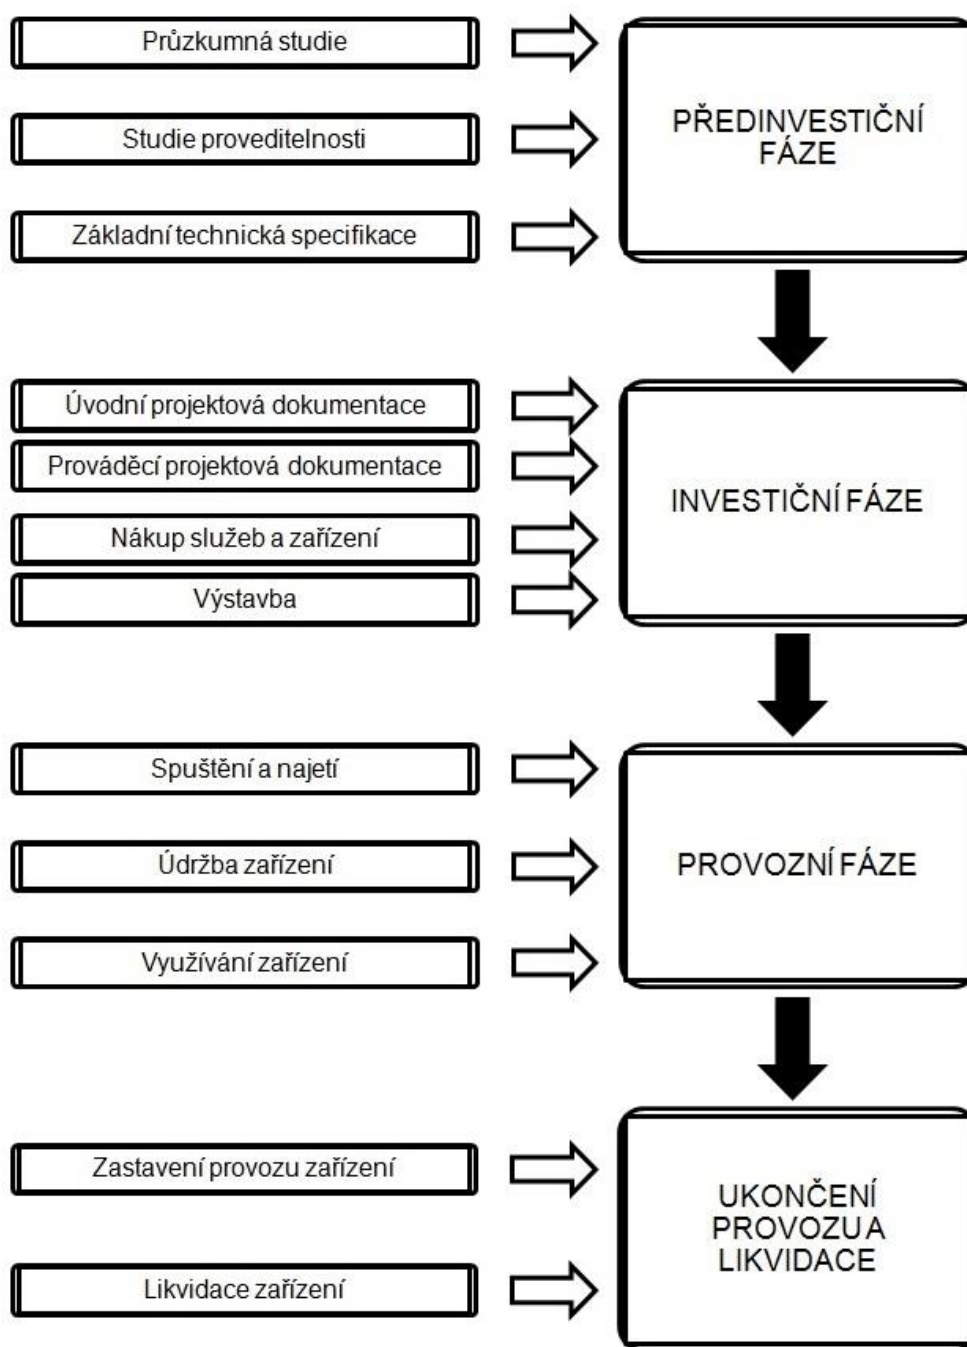 Průzkumná studie
Studie proveditelnosti
Základní technická specifikace
PŘEDINVESTIČNÍ
FÁZE
Úvodní projektová dokumentace
Prováděcí projektová dokumentace
Nákup služeb a zařízení
Výstavba
INVESTIČNÍ FÁZE
Spuštění a najetí
Údržba zařízení
Využívání zařízení
PROVOZNÍ FÁZE
Zastavení provozu zařízení
Likvidace zařízení
UKONČENÍ
PROVOZU A
LIKVIDACE